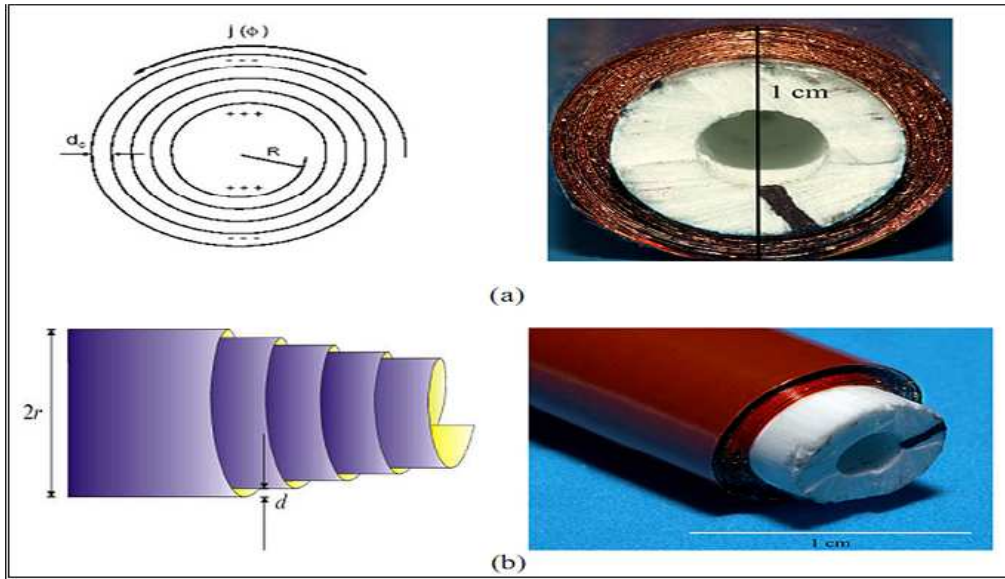 j (Φ)
- - -
+ + +
d c
R
+ + +
- - -
1 cm
(a)
2r
d
1 cm
(b)